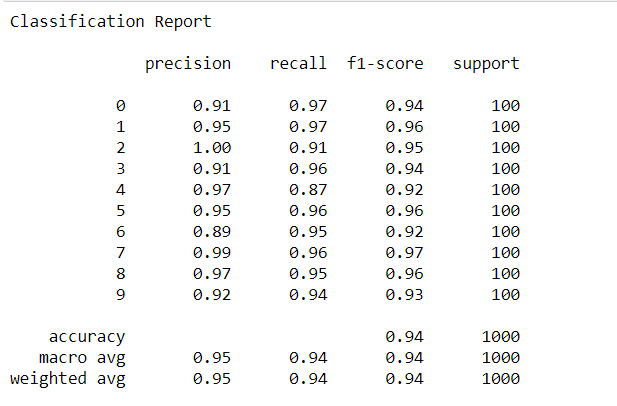 Classification Report
precision recall f1-score support
0 0.91 0.97 0.94 100
1 0.95 0.97 0.96 100
2 1.00 0.91 0.95 100
3 0.91 0.96 0.94 100
4 0.97 0.87 0.92 100
5 0.95 0.96 0.96 100
6 0.89 0.95 0.92 100
7 0.99 0.96 0.97 100
8 0.97 0.95 0.96 100
9 0.92 0.94 0.93 100
accuracy 0.94 1000
macro avg 0.95 0.94 0.94 1000
weighted avg 0.95 0.94 0.94 1000